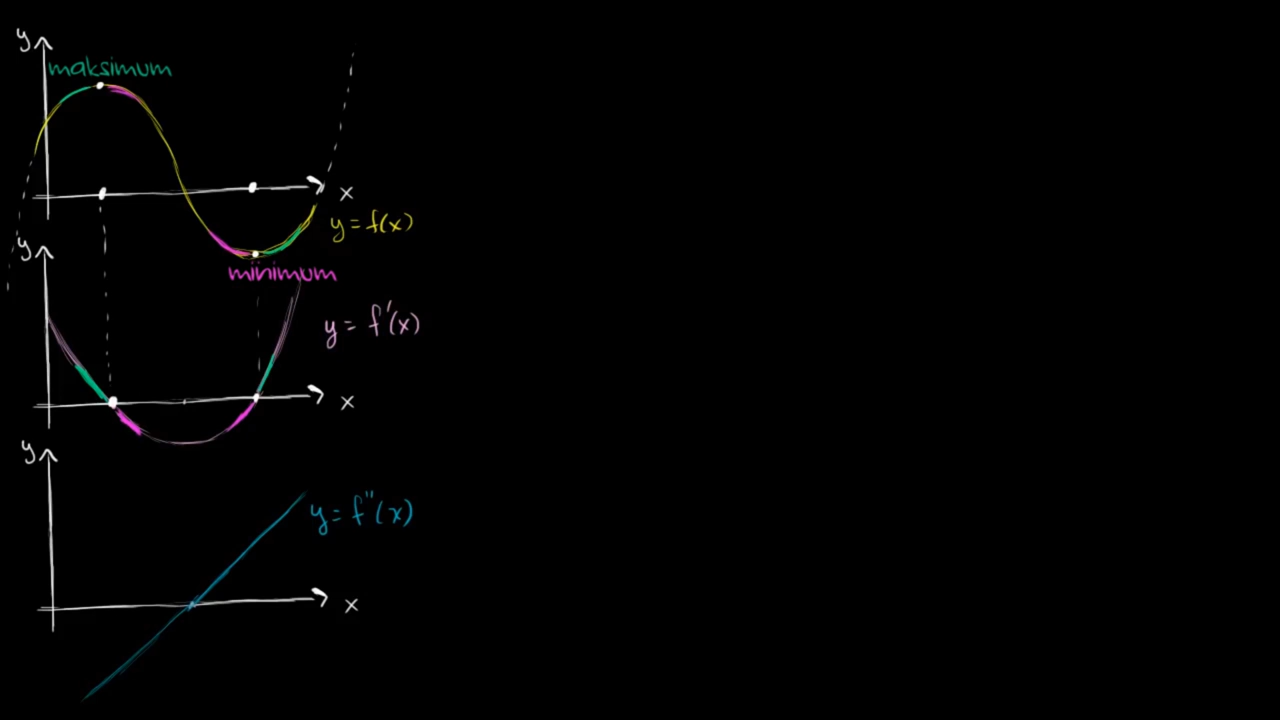 y
maksimum
x
y = f(x)
y
minimum
y = f'(x)
x
y
y = f''(x)
x